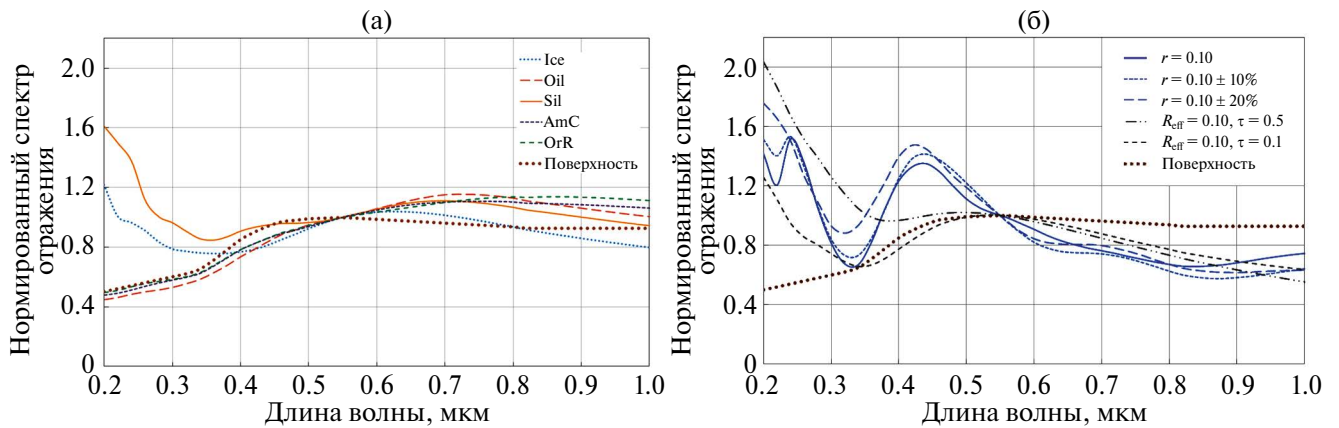 (а)
Нормированный спектр
отражения
2.0
1.6
1.2
0.8
0.4
0
0.2 0.3 0.4 0.5 0.6 0.7 0.8 0.9 1.0
Длина волны, мкм
Ice
Oil
Sil
AmC
OrR
Поверхность
(б)
Нормированный спектр
отражения
2.0
1.6
1.2
0.8
0.4
0
0.2 0.3 0.4 0.5 0.6 0.7 0.8 0.9 1.0
Длина волны, мкм
r = 0.10
r = 0.10 ± 10%
r = 0.10 ± 20%
Reff = 0.10, τ = 0.5
Reff = 0.10, τ = 0.1
Поверхность